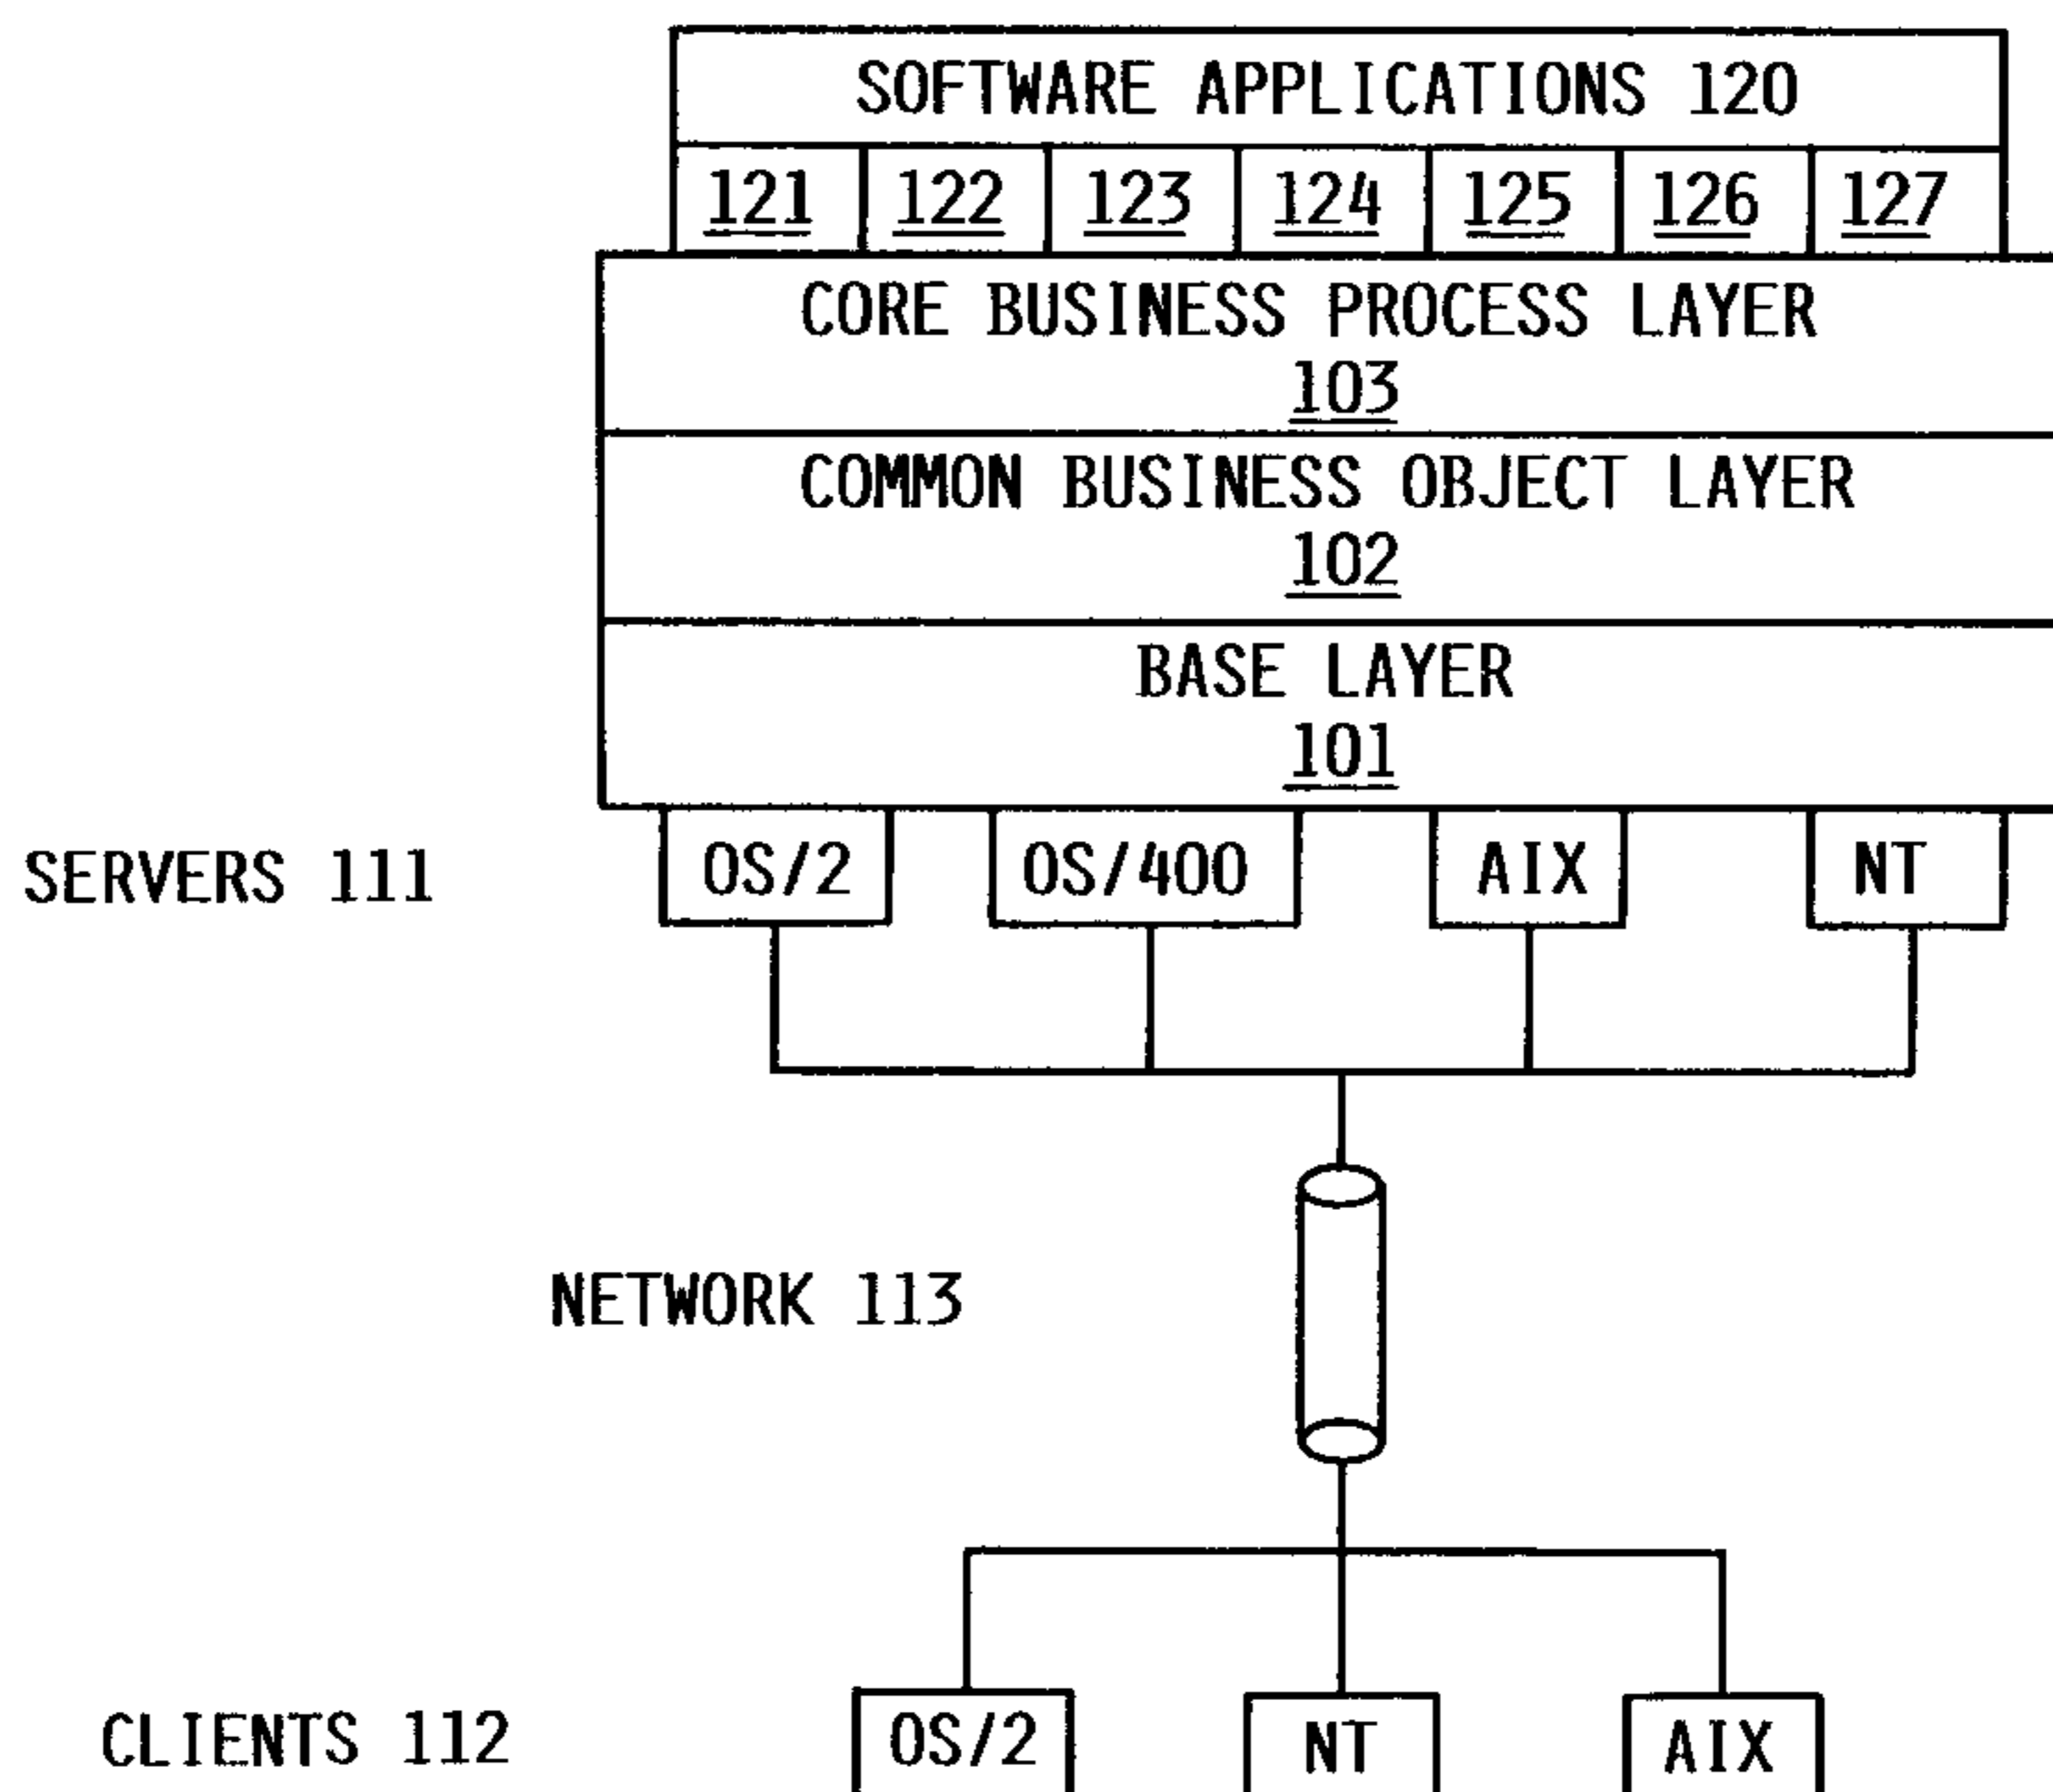 SOFTWARE APPLICATIONS 120
121 122 123 124 125 126 127
CORE BUSINESS PROCESS LAYER
103
COMMON BUSINESS OBJECT LAYER
102
BASE LAYER
101
SERVERS 111 OS/2 OS/400 AIX NT
NETWORK 113
CLIENTS 112 OS/2 NT AIX